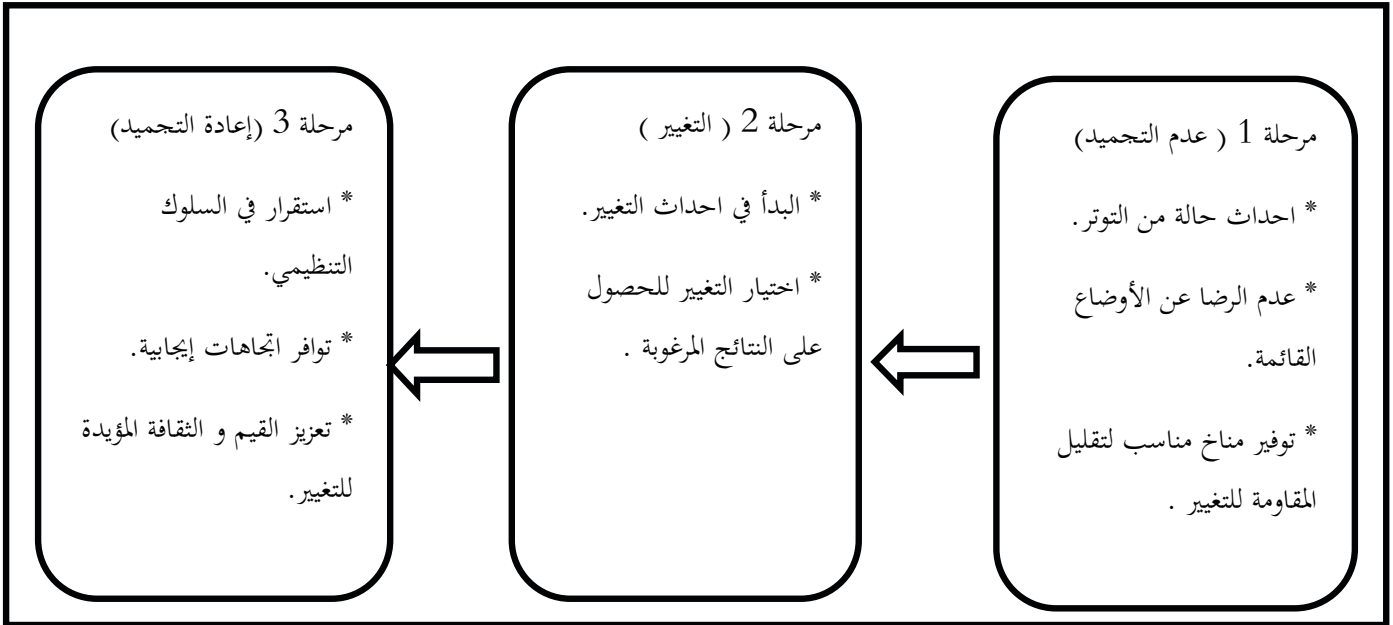 مرحلة 1 ( عدم التجميد)
* احداث حالة من التوتر.
* عدم الرضا عن الأوضاع
القائمة.
* توفير مناخ مناسب لتقليل
المقاومة للتغيير .
مرحلة 2 ( التغيير )
* البدأ في احداث التغيير.
* اختيار التغيير للحصول
على النتائج المرغوبة .
مرحلة 3 (إعادة التجميد)
* استقرار في السلوك
التنظيمي.
* توافر اتجاهات إيجابية.
* تعزيز القيم و الثقافة المؤيدة
للتغيير.